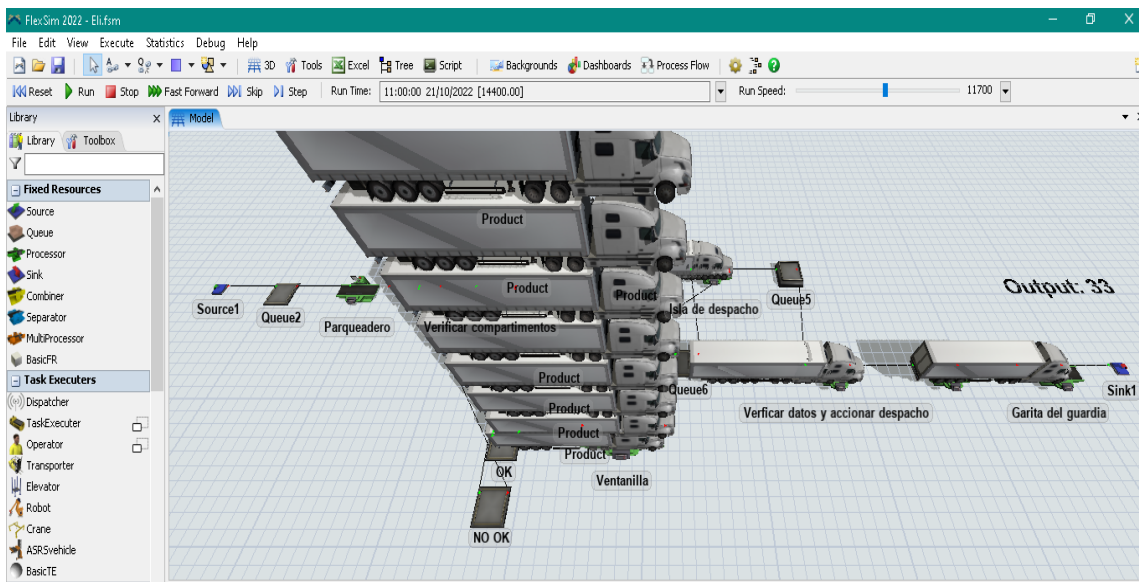 FlexSim 2022 - Eli.fsm
File Edit View Execute Statistics Debug Help
3D Tools Excel Tree Script Backgrounds Dashboards Process Flow
Reset Run Stop Fast Forward Skip Step Run Time: 11:00:00 21/10/2022 [14400.00] Run Speed: 11700
Library
Model
Library Toolbox
Fixed Resources
Source
Queue
Processor
Sink
Combiner
Separator
MultiProcessor
BasicFR
Task Executers
Dispatcher
TaskExecuter
Operator
Transporter
Elevator
Robot
Crane
ASRSvehicle
BasicTE
Product
Product
Product
Source1
Queue2
Parqueadero
Verificar compartimentos
Isla de despacho
Queue5
Output: 33
Product
Queue6
Product
Product
Product
Verficar datos y accionar despacho
Garita del guardia
Sink1
OK
Ventanilla
NO OK